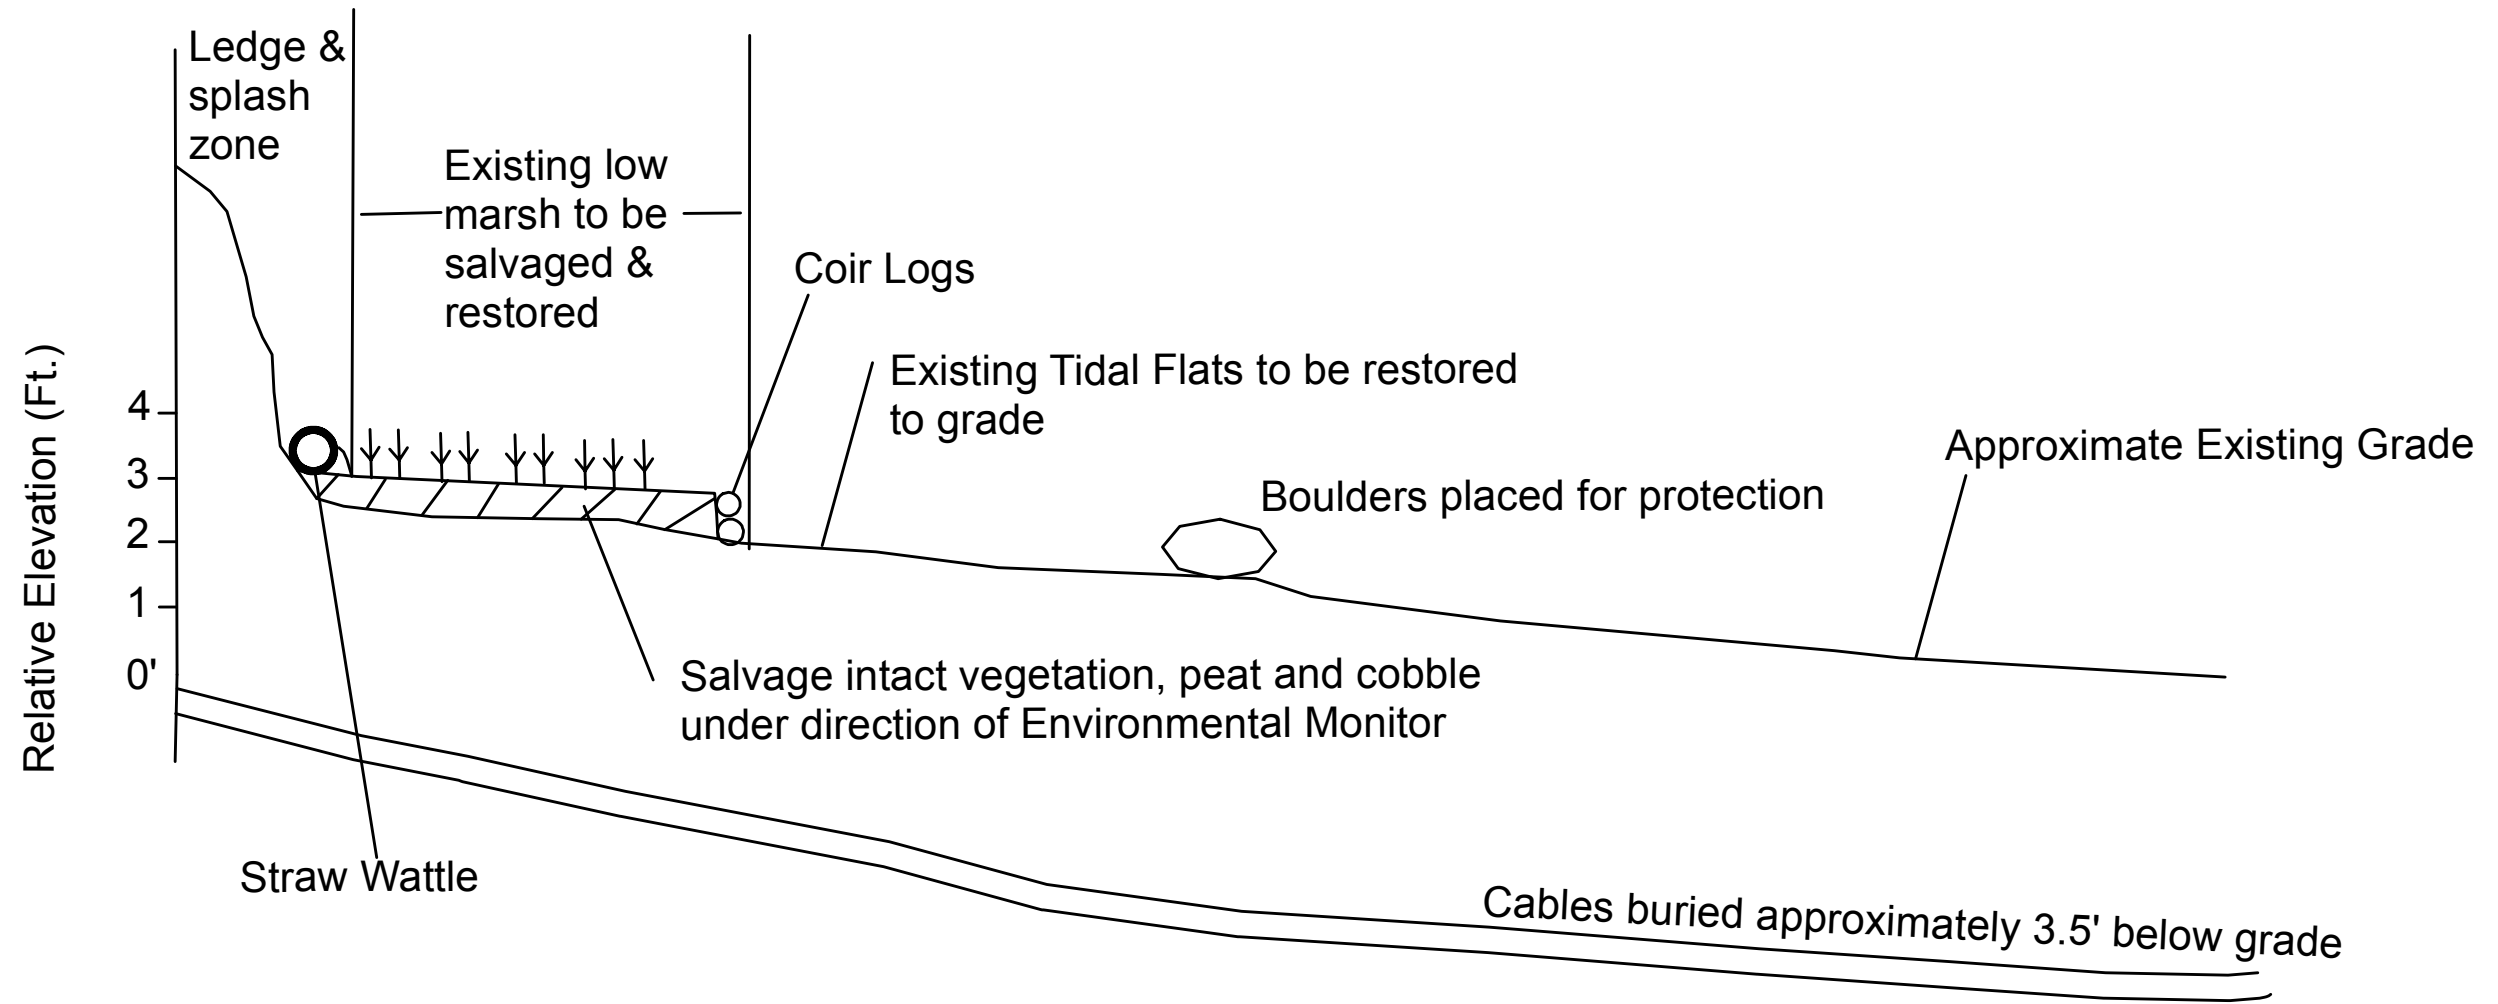 Ledge &
splash
zone
Existing low
marsh to be
salvaged &
restored
Coir Logs
Existing Tidal Flats to be restored
to grade
Approximate Existing Grade
Boulders placed for protection
Relative Elevation (Ft.)
4
3
2
1
0'
Salvage intact vegetation, peat and cobble
under direction of Environmental Monitor
Straw Wattle
Cables buried approximately 3.5' below grade